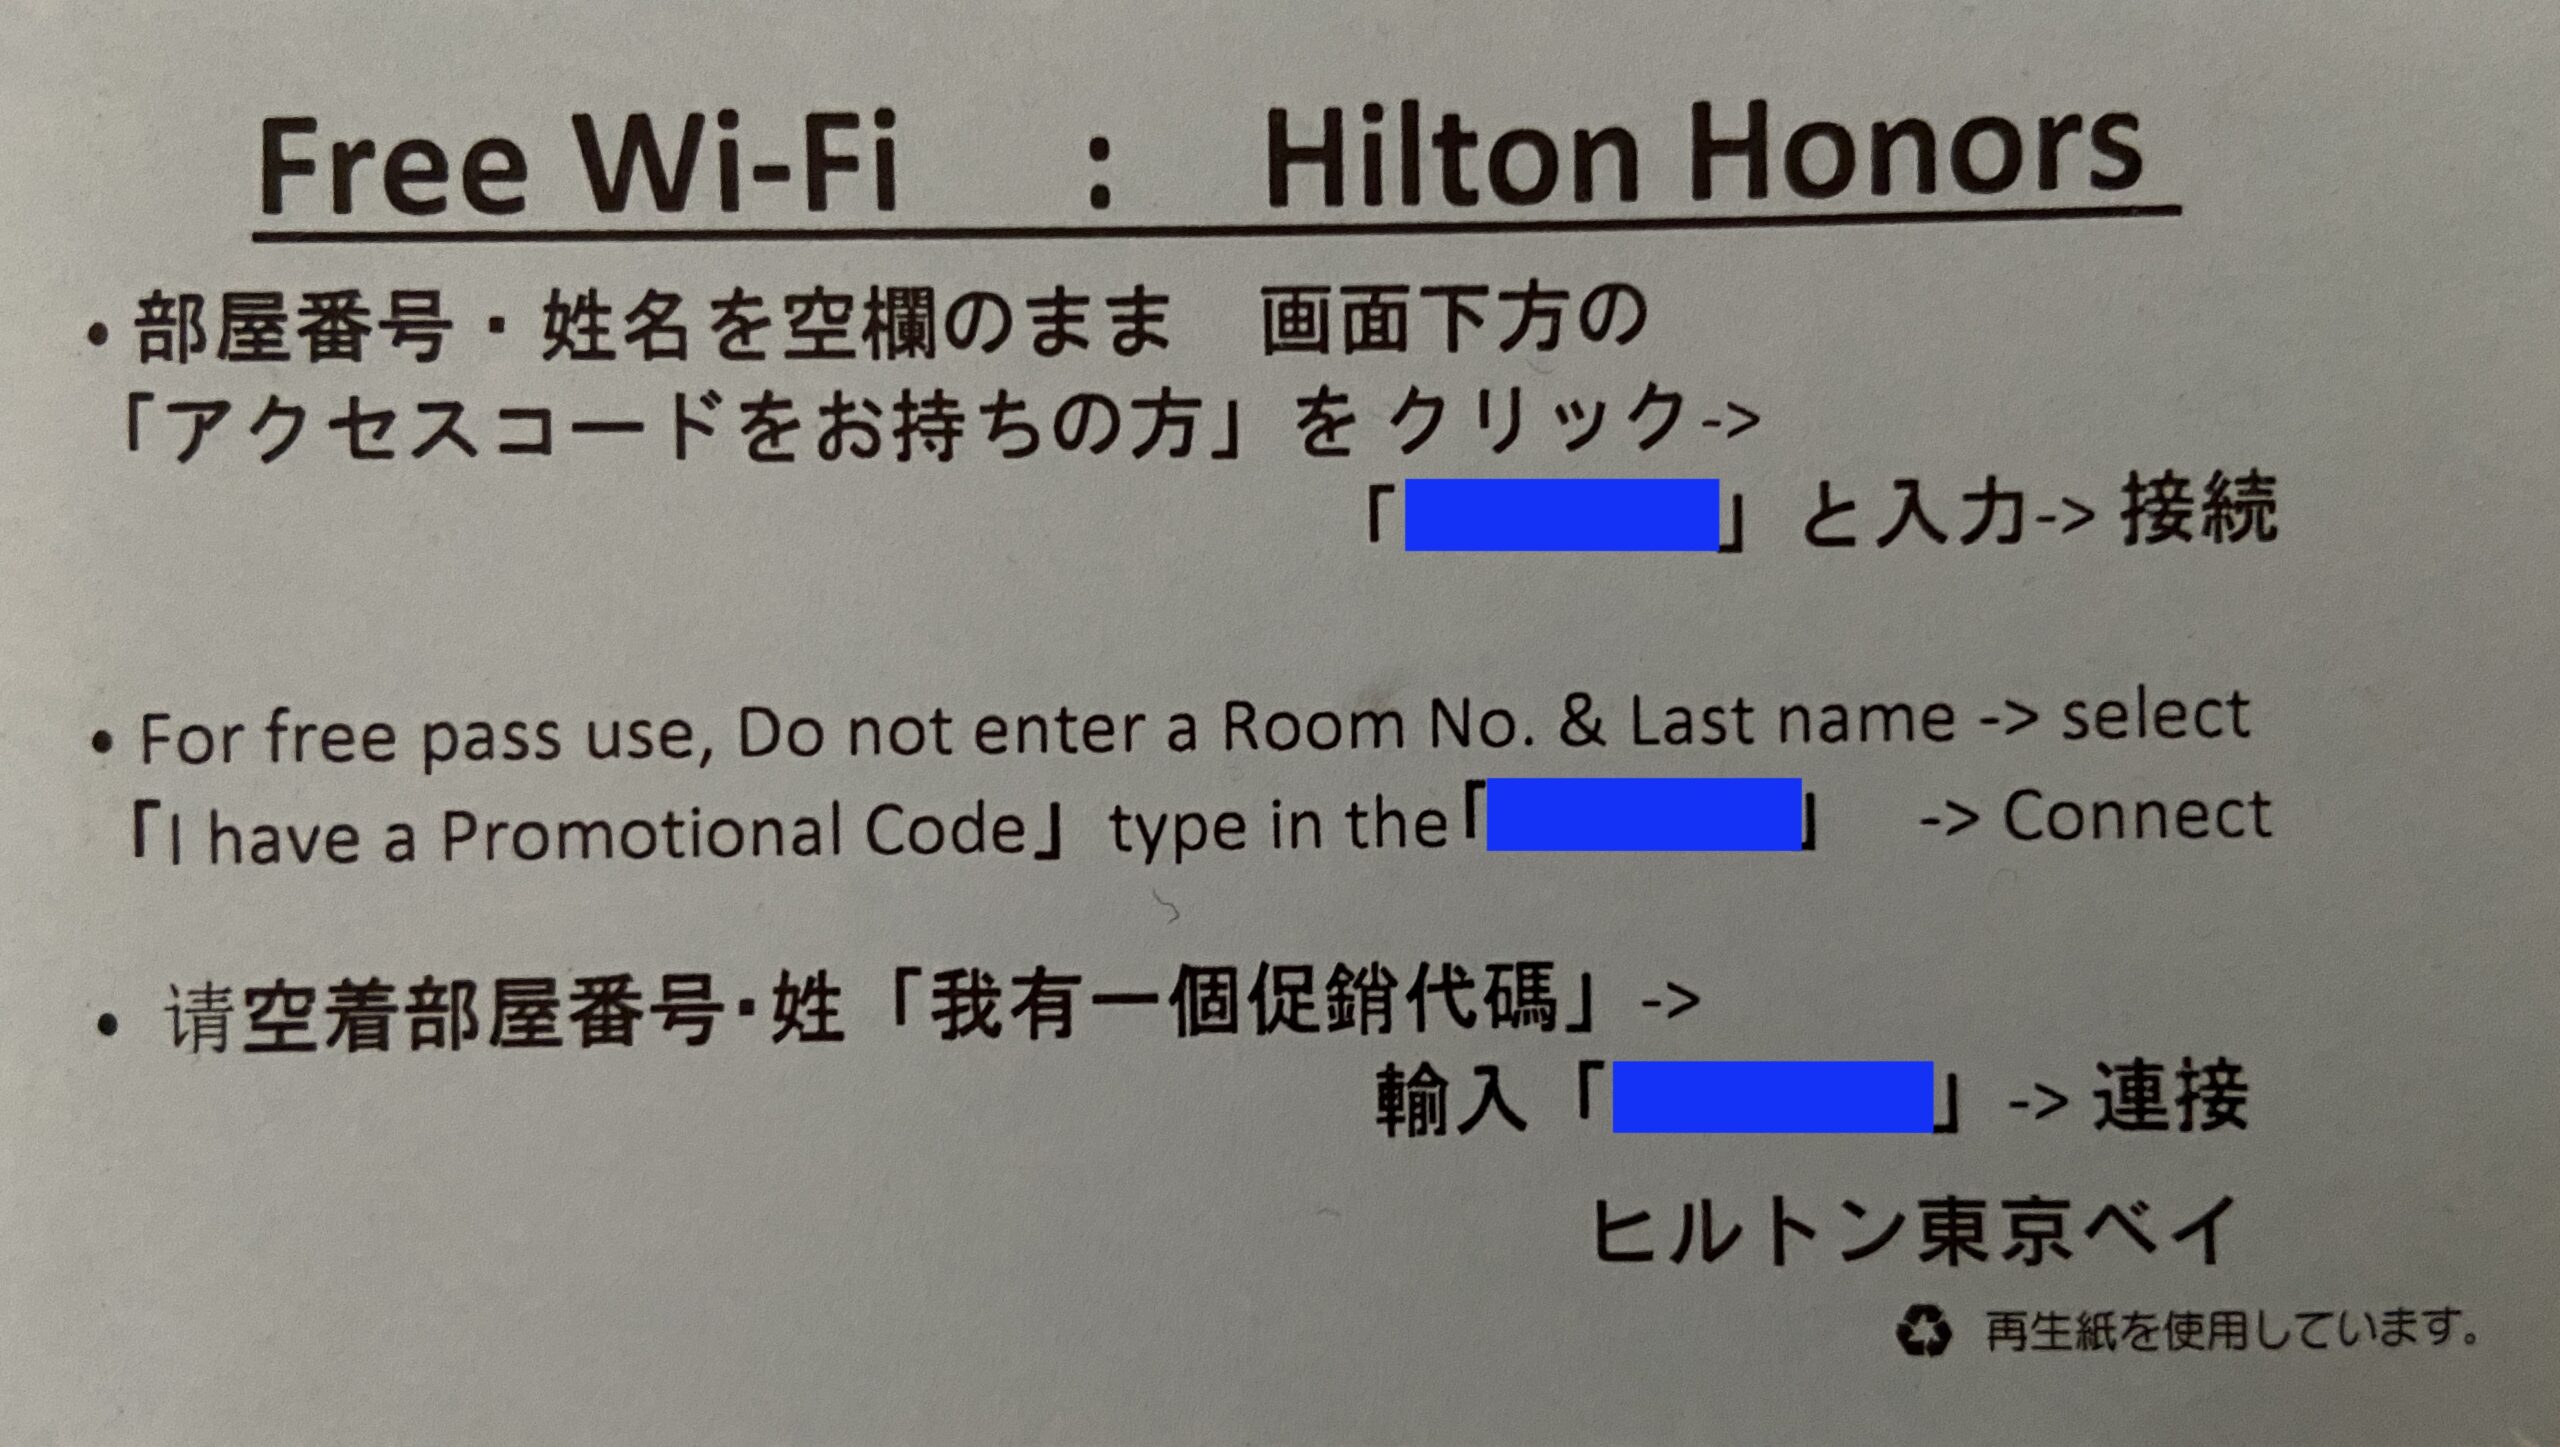 Free Wi-Fi : Hilton Honors
• 部屋番号・姓名を空欄のまま 画面下方の
「アクセスコードをお持ちの方」を クリック->
「」と入力-> 接続
• For free pass use, Do not enter a Room No. & Last name -> select
「I have a Promotional Code」 type in the「」 -> Connect
• 请空着部屋番号・姓「我有一個促銷代碼」->
輸入「」-> 連接
ヒルトン東京ベイ
再生紙を使用しています。